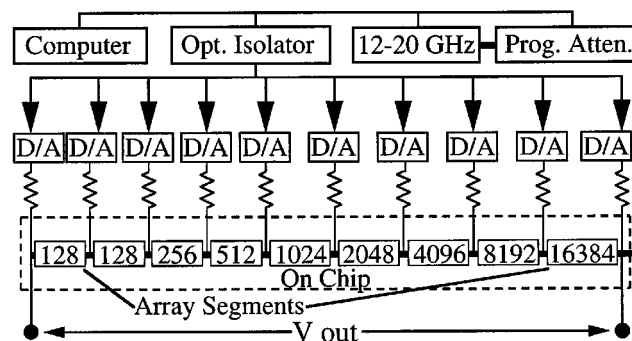 Computer Opt. Isolator 12-20 GHz Prog. Atten.
D/A D/A D/A D/A D/A D/A D/A D/A D/A D/A
128 128 256 512 1024 2048 4096 8192 16384
On Chip
Array Segments
V out